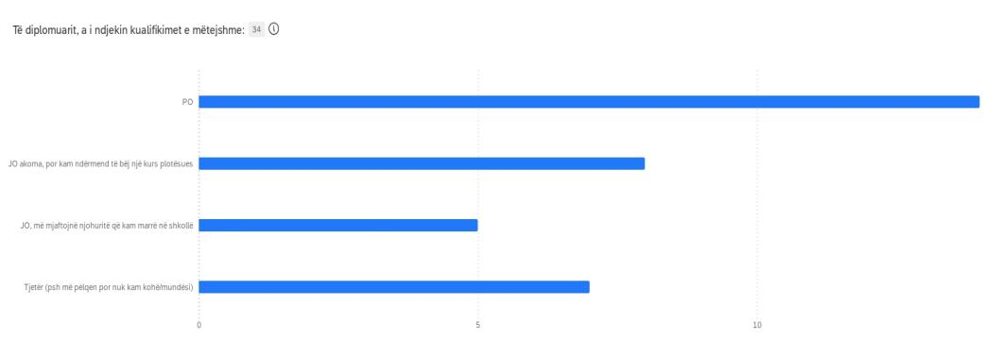 Të diplomuarit, a i ndjekin kualifikimet e mëtejshme: 34
PO
JO akoma, por kam ndërmend të bëj një kurs plotësues
JO, më mjaftojnë njohuritë që kam marrë në shkollë
Tjetër (psh më pëlqen por nuk kam kohë/mundësi)
0 5 10